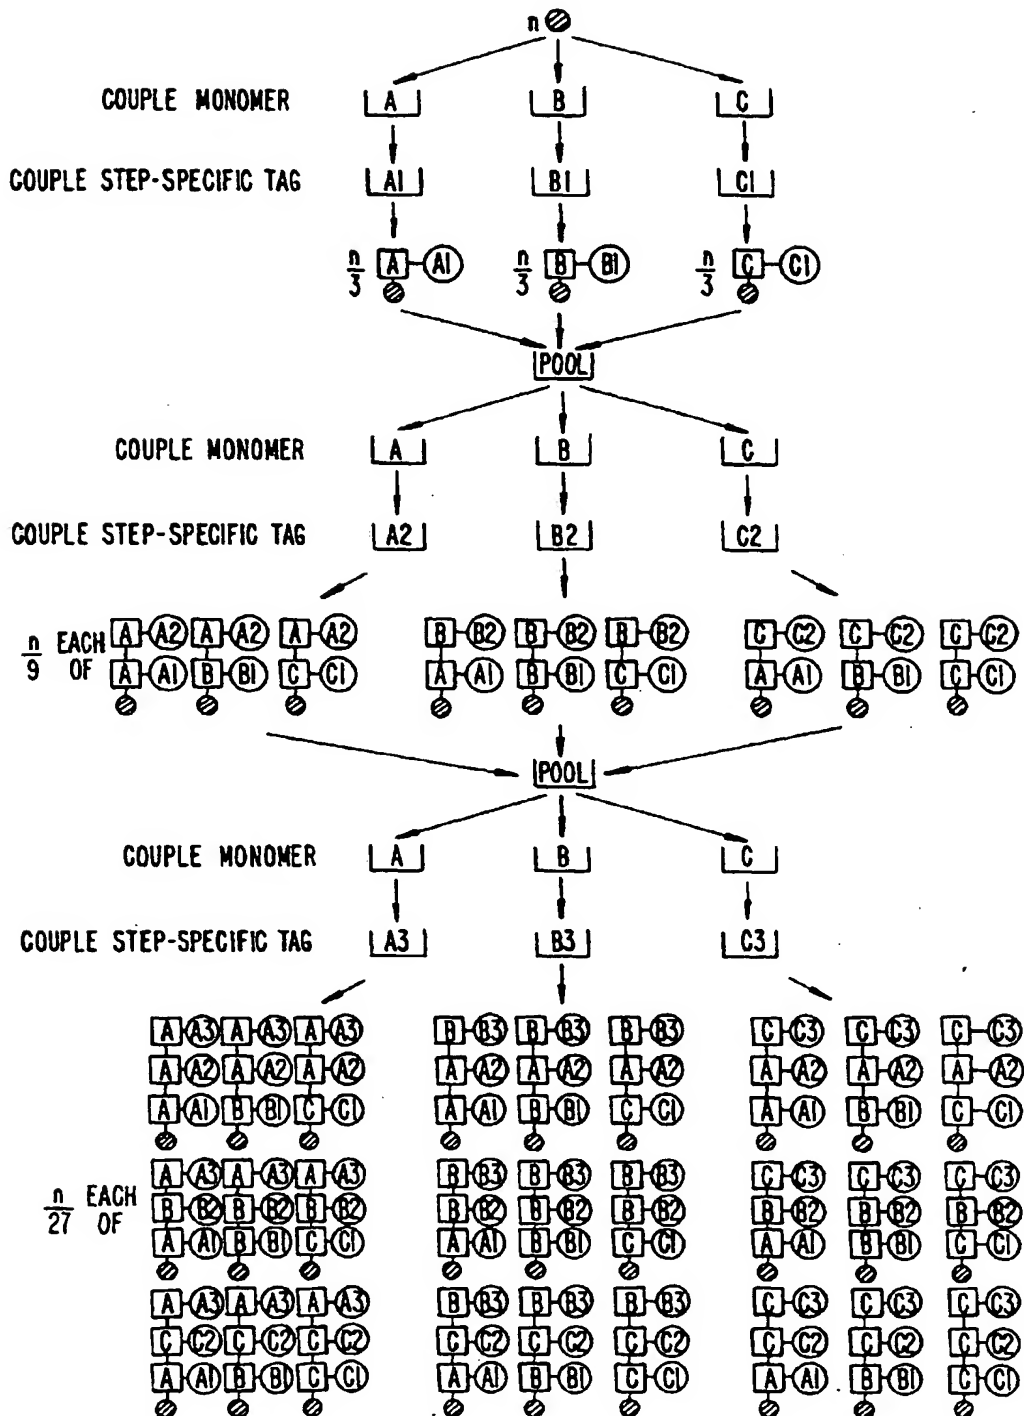 n
COUPLE MONOMER A B C
COUPLE STEP-SPECIFIC TAG A1 B1 C1
n/3 A A1 n/3 B B1 n/3 C C1
POOL
COUPLE MONOMER A B C
COUPLE STEP-SPECIFIC TAG A2 B2 C2
n/9 EACH OF
A A2 A A2 A A2 B B2 B B2 B B2 C C2 C C2 C C2
A A1 B B1 C C1 A A1 B B1 C C1 A A1 B B1 C C1
POOL
COUPLE MONOMER A B C
COUPLE STEP-SPECIFIC TAG A3 B3 C3
A A3 A A3 A A3 B B3 B B3 B B3 C C3 C C3 C C3
A A2 A A2 A A2 A A2 A A2 A A2 A A2 A A2 A A2
A A1 B B1 C C1 A A1 B B1 C C1 A A1 B B1 C C1
n/27 EACH OF
A A3 A A3 A A3 B B3 B B3 B B3 C C3 C C3 C C3
B B2 B B2 B B2 B B2 B B2 B B2 B B2 B B2 B B2
A A1 B B1 C C1 A A1 B B1 C C1 A A1 B B1 C C1
A A3 A A3 A A3 B B3 B B3 B B3 C C3 C C3 C C3
C C2 C C2 C C2 C C2 C C2 C C2 C C2 C C2 C C2
A A1 B B1 C C1 A A1 B B1 C C1 A A1 B B1 C C1